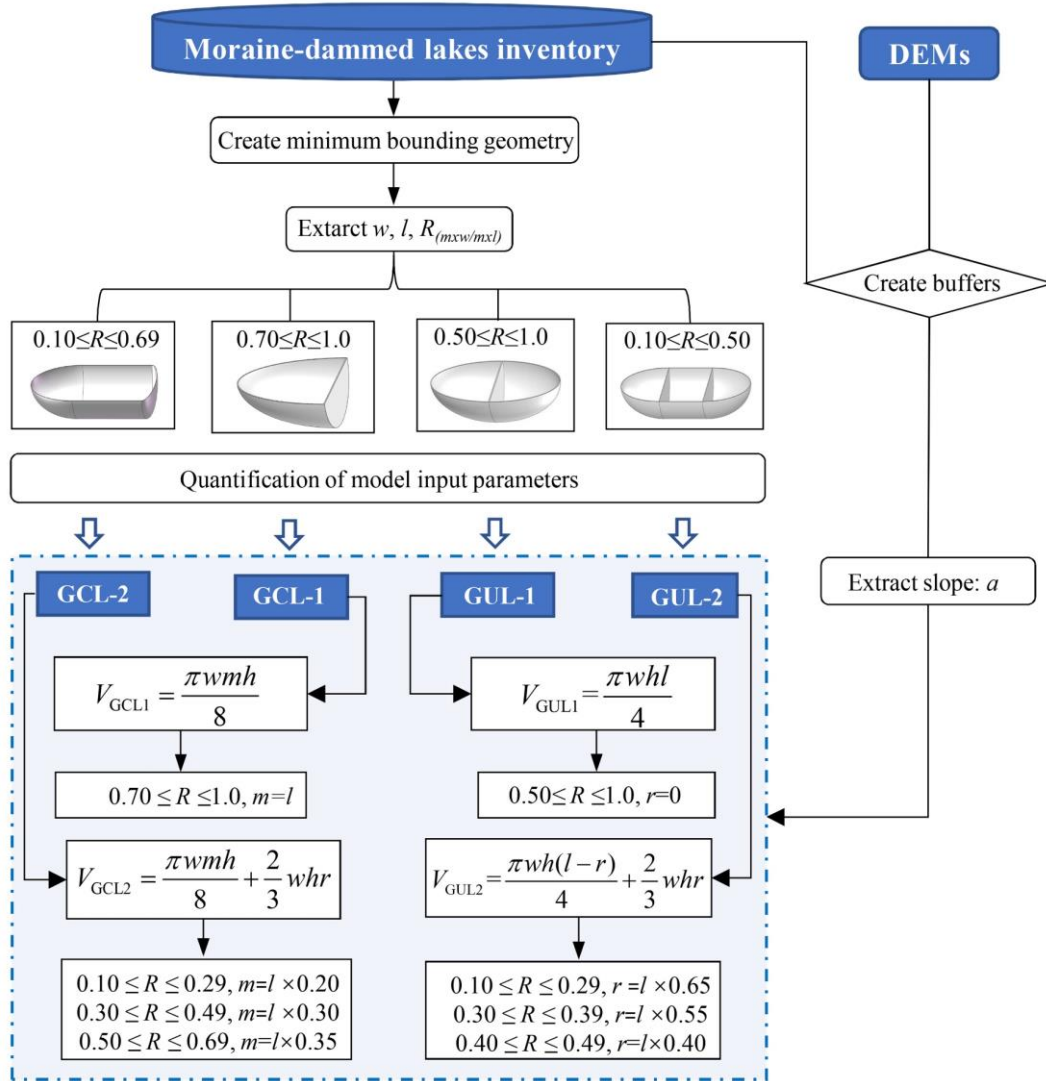 Moraine-dammed lakes inventory
DEMs
Create minimum bounding geometry
Extarct w, l, R(mxw/mxl)
Create buffers
0.10≤R≤0.69
0.70≤R≤1.0
0.50≤R≤1.0
0.10≤R≤0.50
Quantification of model input parameters
Extract slope: a
GCL-2
GCL-1
GUL-1
GUL-2
V_GCL1 = πwmh/8
V_GUL1 = πwhl/4
0.70 ≤ R ≤1.0, m=l
0.50≤ R ≤1.0, r=0
V_GCL2 = πwmh/8 + 2/3 whr
V_GUL2 = πwh(l−r)/4 + 2/3 whr
0.10 ≤ R ≤ 0.29, m=l ×0.20
0.30 ≤ R ≤ 0.49, m=l ×0.30
0.50 ≤ R ≤ 0.69, m=l×0.35
0.10 ≤ R ≤ 0.29, r =l ×0.65
0.30 ≤ R ≤ 0.39, r=l ×0.55
0.40 ≤ R ≤ 0.49, r=l×0.40